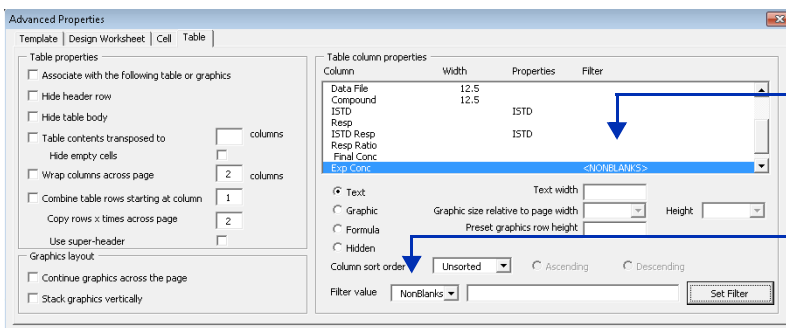 Advanced Properties
Template Design Worksheet Cell Table
Table properties
Associate with the following table or graphics
Hide header row
Hide table body
Table contents transposed to columns
Hide empty cells
Wrap columns across page 2 columns
Combine table rows starting at column 1
Copy rows x times across page 2
Use super-header
Graphics layout
Continue graphics across the page
Stack graphics vertically
Table column properties
Column Width Properties Filter
Data File 12.5
Compound 12.5
ISTD ISTD
Resp
ISTD Resp ISTD
Resp Ratio
Final Conc
Exp Conc <NONBLANKS>
Text Text width
Graphic Graphic size relative to page width Height
Formula Preset graphics row height
Hidden
Column sort order Unsorted Ascending Descending
Filter value NonBlanks Set Filter